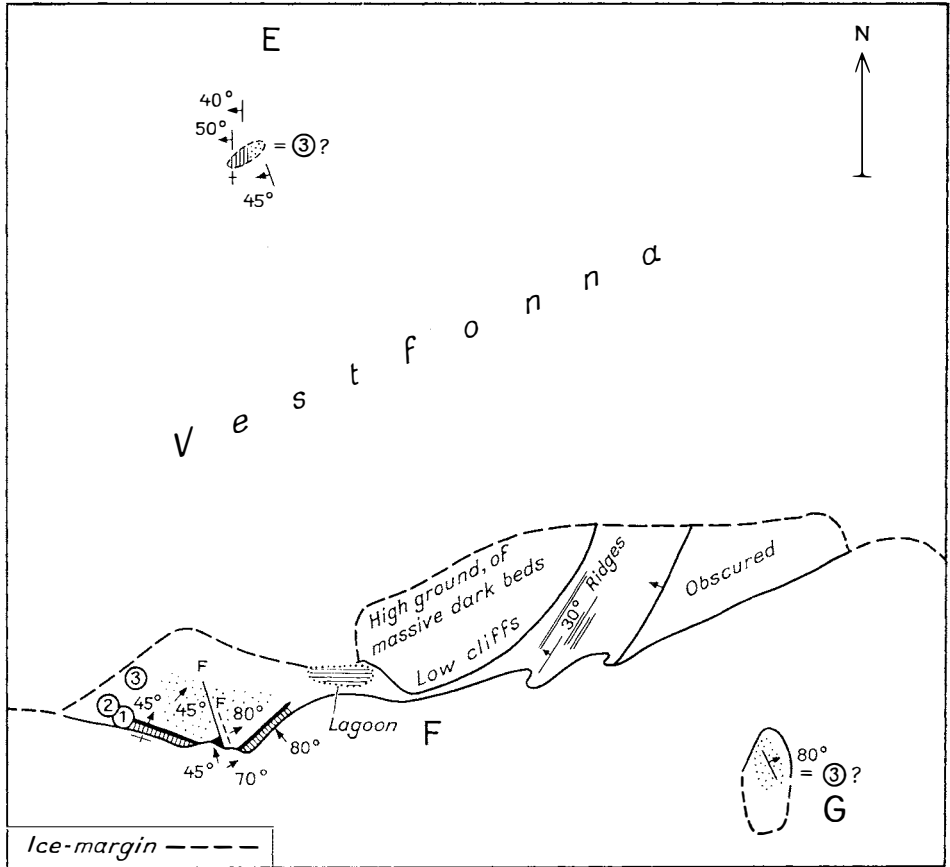 E
N
40°
50°
= ③ ?
45°
Vestfonna
High ground, of
massive dark beds
Low cliffs
30° Ridges
Obscured
F
③
②
①
45°
45°
F
80°
Lagoon
F
80°
45°
70°
80°
= ③ ?
G
Ice-margin